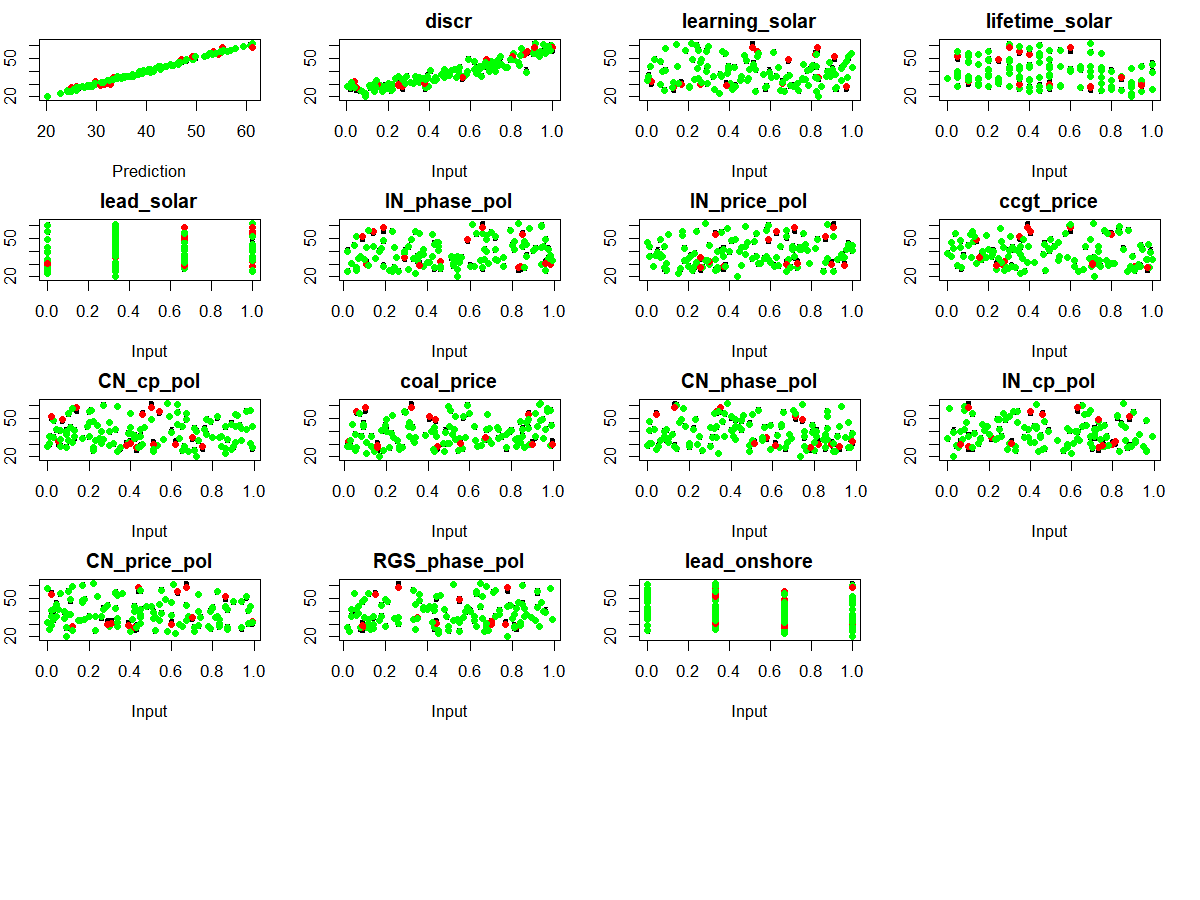 discr learning_solar lifetime_solar
20 50 20 50 20 50 20 50
20 30 40 50 60 0.0 0.2 0.4 0.6 0.8 1.0 0.0 0.2 0.4 0.6 0.8 1.0 0.0 0.2 0.4 0.6 0.8 1.0
Prediction Input Input Input
lead_solar IN_phase_pol IN_price_pol ccgt_price
20 50 20 50 20 50 20 50
0.0 0.2 0.4 0.6 0.8 1.0 0.0 0.2 0.4 0.6 0.8 1.0 0.0 0.2 0.4 0.6 0.8 1.0 0.0 0.2 0.4 0.6 0.8 1.0
Input Input Input Input
CN_cp_pol coal_price CN_phase_pol IN_cp_pol
20 50 20 50 20 50 20 50
0.0 0.2 0.4 0.6 0.8 1.0 0.0 0.2 0.4 0.6 0.8 1.0 0.0 0.2 0.4 0.6 0.8 1.0 0.0 0.2 0.4 0.6 0.8 1.0
Input Input Input Input
CN_price_pol RGS_phase_pol lead_onshore
20 50 20 50 20 50
0.0 0.2 0.4 0.6 0.8 1.0 0.0 0.2 0.4 0.6 0.8 1.0 0.0 0.2 0.4 0.6 0.8 1.0
Input Input Input